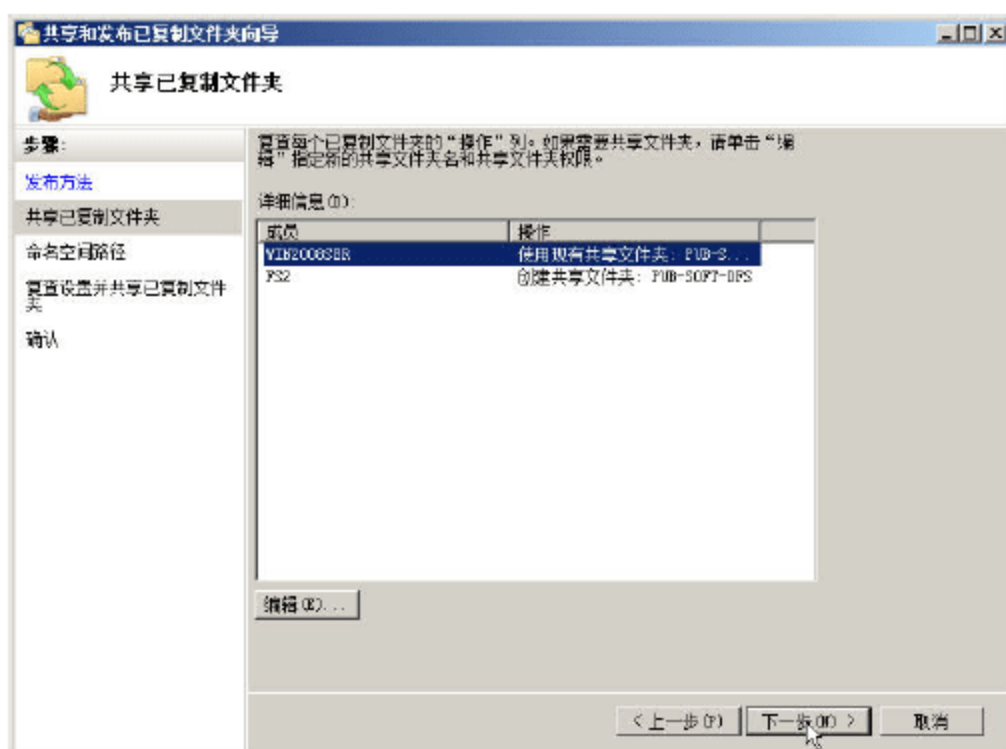 共享和发布已复制文件夹向导
共享已复制文件夹
步骤:
发布方法
共享已复制文件夹
命名空间路径
复查设置并共享已复制文件
夹
确认
复查每个已复制文件夹的“操作”列。如果需要共享文件夹，请单击“编
辑”指定新的共享文件夹名和共享文件夹权限。
详细信息(D):
成员 操作
WIN2008SER 使用现有共享文件夹: PUB-S...
FS2 创建共享文件夹: PUB-SOFT-DFS
编辑(E)...
< 上一步(P) 下一步(N) > 取消